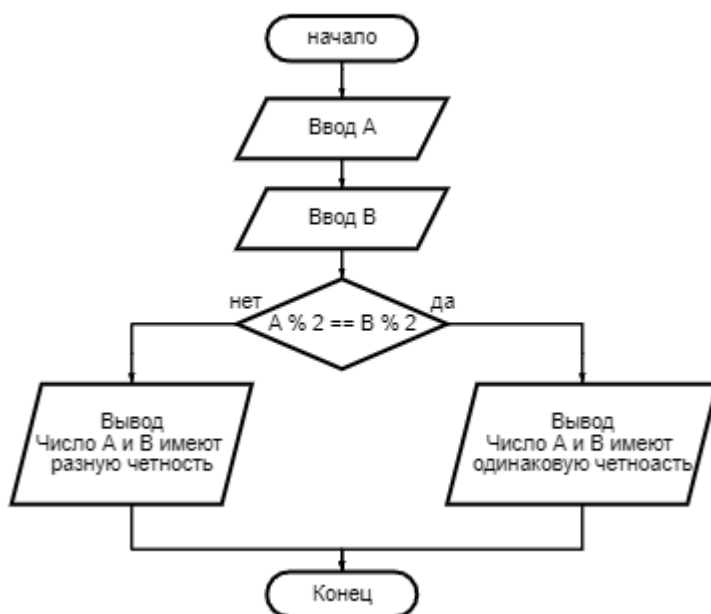 начало
Ввод A
Ввод B
нет
да
A % 2 == B % 2
Вывод
Число A и B имеют
разную четность
Вывод
Число A и B имеют
одинаковую четноасть
Конец